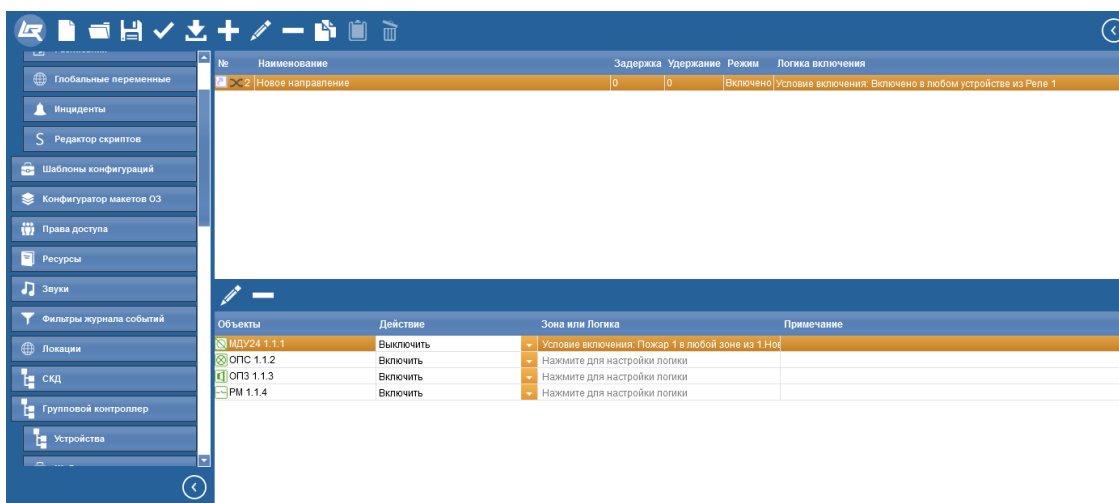 № Наименование Задержка Удержание Режим Логика включения
2 Новое направление 0 0 Включено Условие включения: Включено в любом устройстве из Реле 1
Глобальные переменные
Инциденты
Редактор скриптов
Шаблоны конфигураций
Конфигуратор макетов ОЗ
Права доступа
Ресурсы
Звуки
Фильтры журнала событий
Локации
СКД
Групповой контроллер
Устройства
Объекты Действие Зона или Логика Примечание
МДУ24 1.1.1 Выключить Условие включения: Пожар 1 в любой зоне из 1.Нов
ОПС 1.1.2 Включить Нажмите для настройки логики
ОПЗ 1.1.3 Включить Нажмите для настройки логики
РМ 1.1.4 Включить Нажмите для настройки логики